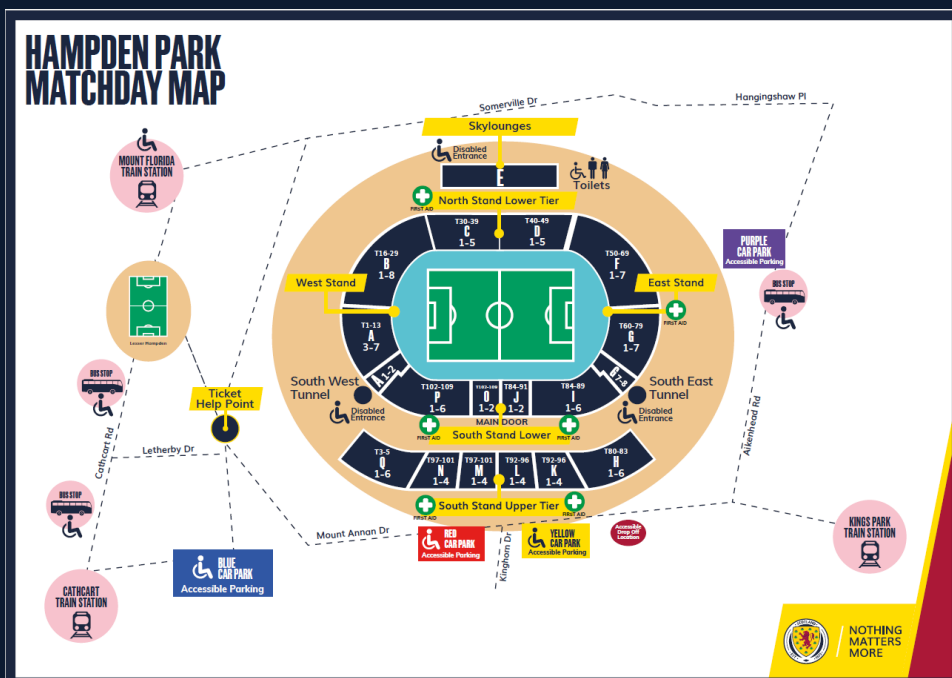 HAMPDEN PARK
MATCHDAY MAP
Somerville Dr
Hangingshaw Pl
Skylounges
Disabled
Entrance
MOUNT FLORIDA
TRAIN STATION
E
Toilets
FIRST AID
North Stand Lower Tier
T30-39
C
1-5
T40-49
D
1-5
T16-29
B
1-8
T50-69
F
1-7
PURPLE
CAR PARK
Accessible Parking
West Stand
East Stand
BUS STOP
FIRST AID
Lesser Hampden
T1-13
A
3-7
T60-79
G
1-7
BUS STOP
A 1-2
G 7-8
South West
Tunnel
South East
Tunnel
T102-109
P
1-6
T102-109
O
1-2
T84-91
J
1-2
T84-89
I
1-6
Ticket
Help Point
Disabled
Entrance
Disabled
Entrance
MAIN DOOR
FIRST AID
South Stand Lower
FIRST AID
Cathcart Rd
Letherby Dr
Aikenhead Rd
T3-5
Q
1-6
T97-101
N
1-4
T97-101
M
1-4
T92-96
L
1-4
T92-96
K
1-4
T80-83
H
1-6
BUS STOP
FIRST AID
South Stand Upper Tier
FIRST AID
Mount Annan Dr
RED
CAR PARK
Accessible Parking
Kinghorn Dr
YELLOW
CAR PARK
Accessible Parking
Accessible
Drop Off
Location
KINGS PARK
TRAIN STATION
BLUE
CAR PARK
Accessible Parking
CATHCART
TRAIN STATION
SCOTLAND
NOTHING
MATTERS
MORE